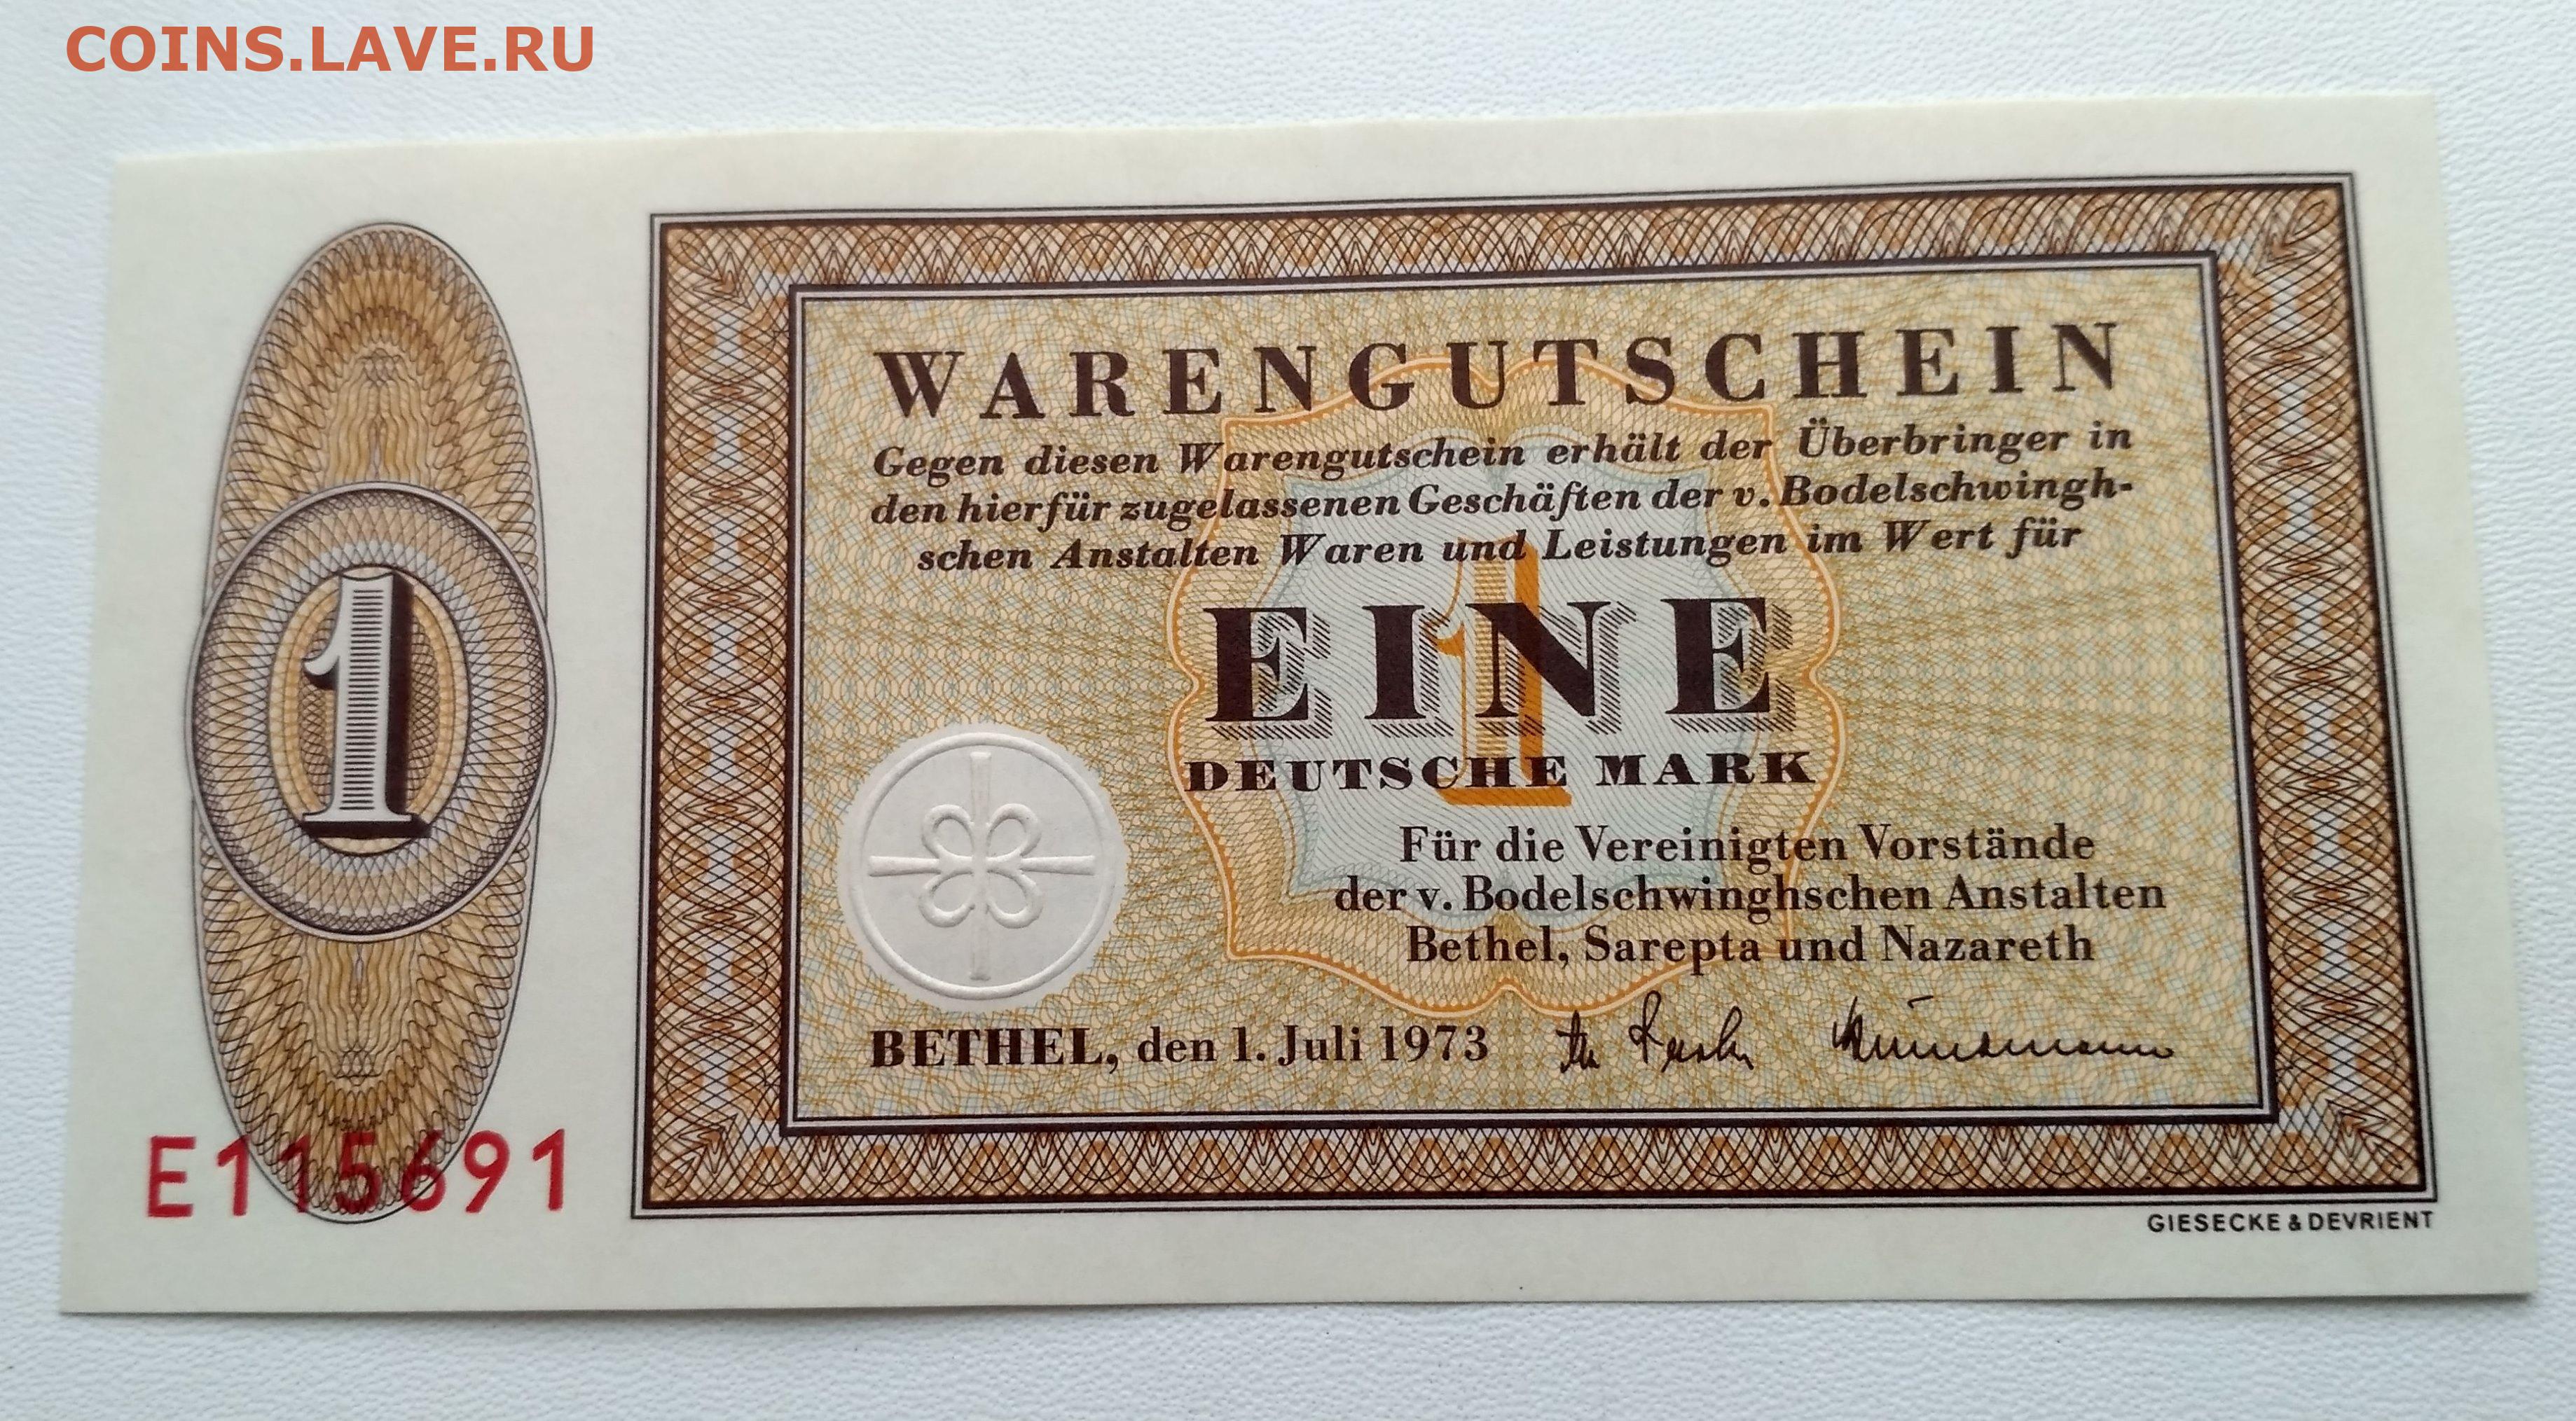 COINS.LAVE.RU
WARENGUTSCHEIN
Gegen diesen Warengutschein erhält der Überbringer in
den hierfür zugelassenen Geschäften der v. Bodelschwingh-
schen Anstalten Waren und Leistungen im Wert für
1
1
EINE
DEUTSCHE MARK
Für die Vereinigten Vorstände
der v. Bodelschwinghschen Anstalten
Bethel, Sarepta und Nazareth
BETHEL, den 1. Juli 1973
E115691
GIESECKE & DEVRIENT